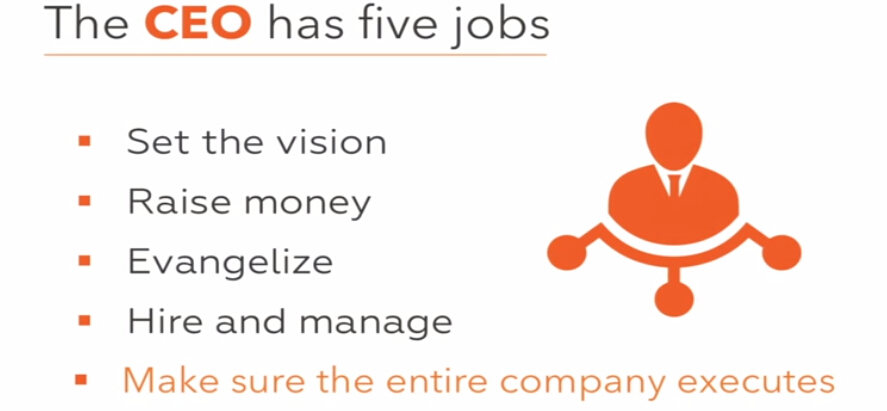 The CEO has five jobs
Set the vision
Raise money
Evangelize
Hire and manage
Make sure the entire company executes